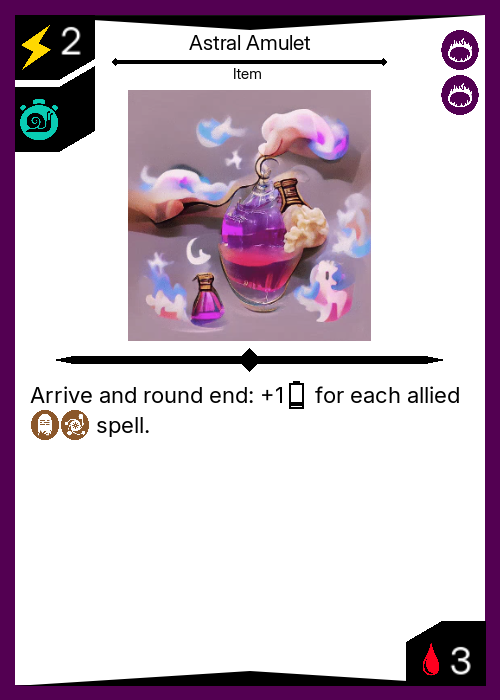 2
Astral Amulet
Item
Arrive and round end: +1 for each allied
spell.
3